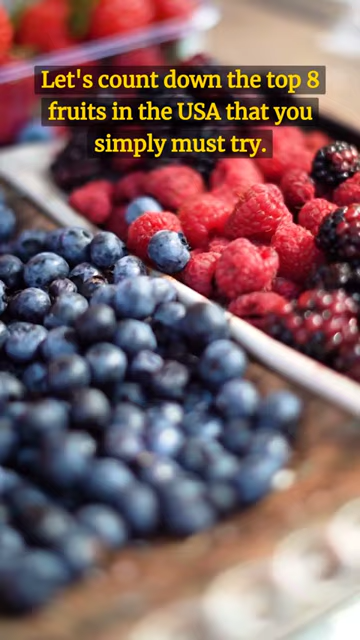 Let's count down the top 8
fruits in the USA that you
simply must try.